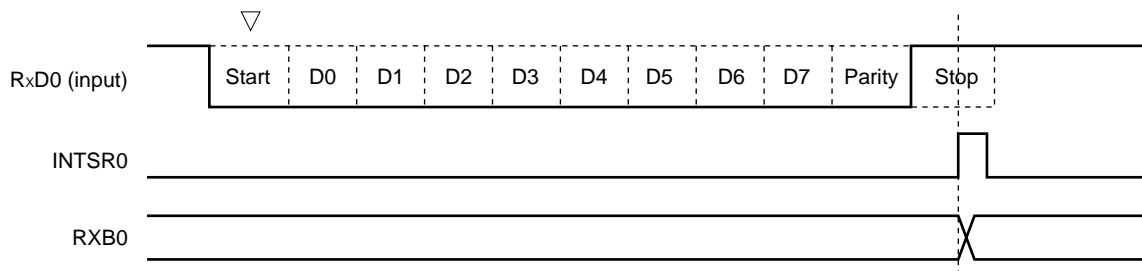 ▽
RxD0 (input) Start D0 D1 D2 D3 D4 D5 D6 D7 Parity Stop
INTSR0
RXB0